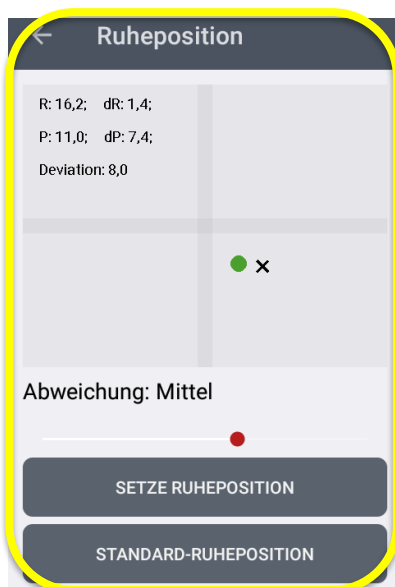 Ruheposition
R: 16,2; dR: 1,4;
P: 11,0; dP: 7,4;
Deviation: 8,0
Abweichung: Mittel
SETZE RUHEPOSITION
STANDARD-RUHEPOSITION